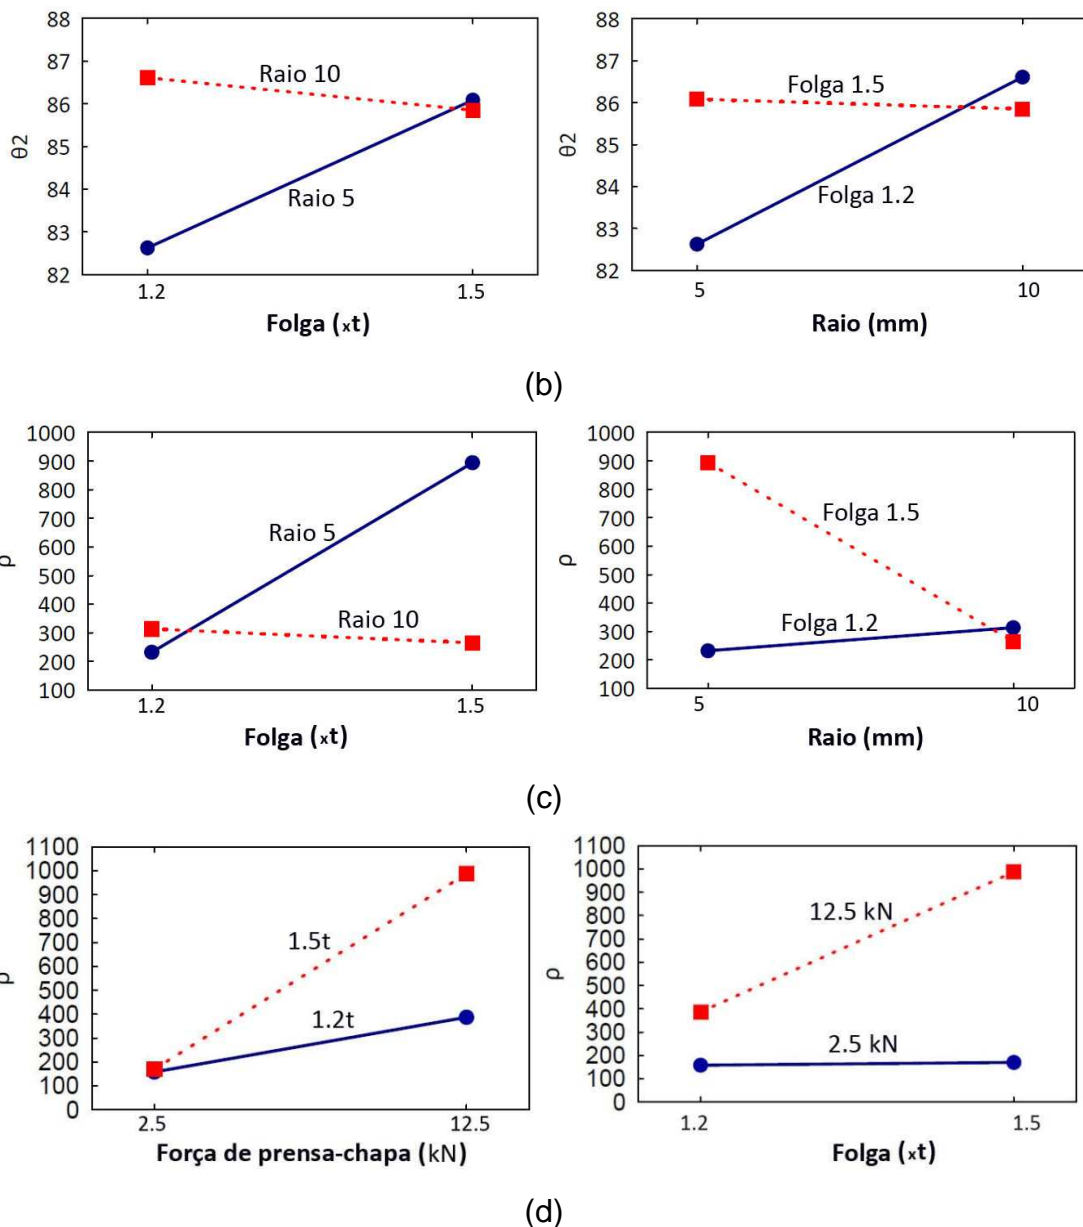 88
87
86
85
84
83
82
θ2
Raio 10
Raio 5
1.2
1.5
Folga (xt)
88
87
86
85
84
83
82
θ2
Folga 1.5
Folga 1.2
5
10
Raio (mm)
(b)
1000
900
800
700
600
500
400
300
200
100
ρ
Raio 5
Raio 10
1.2
1.5
Folga (xt)
1000
900
800
700
600
500
400
300
200
100
ρ
Folga 1.5
Folga 1.2
5
10
Raio (mm)
(c)
1100
1000
900
800
700
600
500
400
300
200
100
0
ρ
1.5t
1.2t
2.5
12.5
Força de prensa-chapa (kN)
1100
1000
900
800
700
600
500
400
300
200
100
0
ρ
12.5 kN
2.5 kN
1.2
1.5
Folga (xt)
(d)